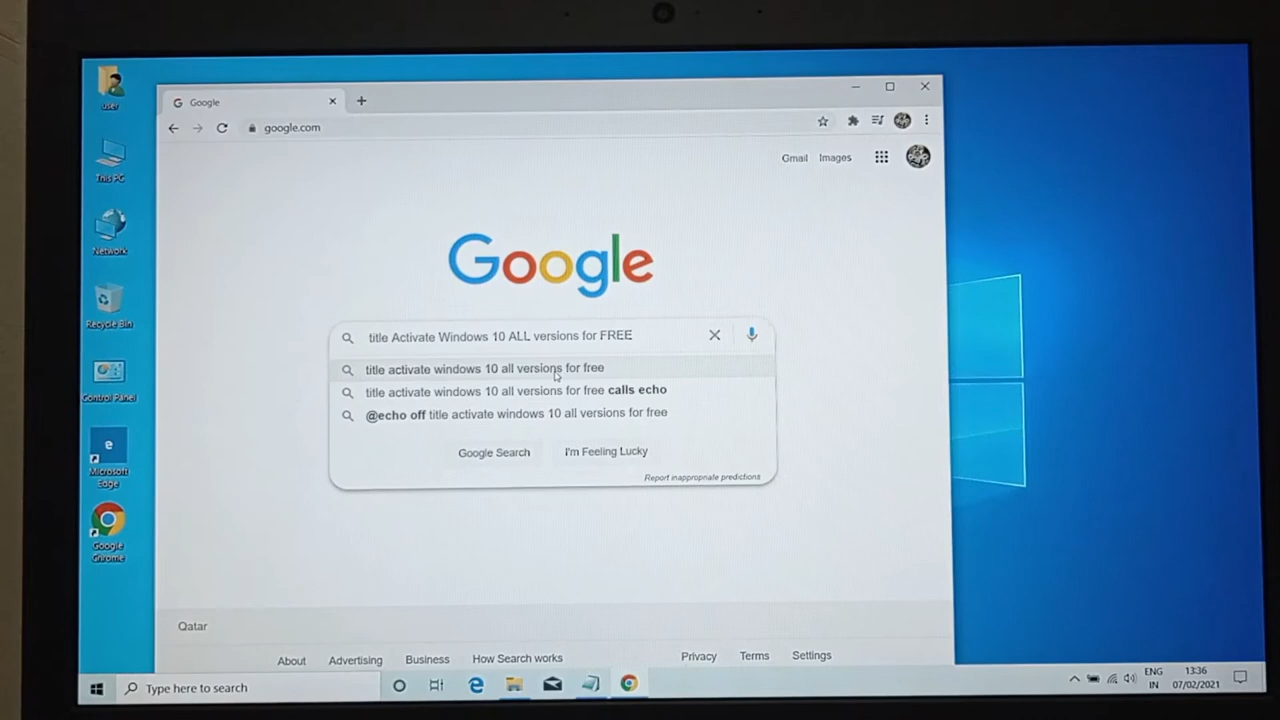 Google
google.com
Gmail
Images
Google
title Activate Windows 10 ALL versions for FREE
title activate windows 10 all versions for free
title activate windows 10 all versions for free calls echo
@echo off title activate windows 10 all versions for free
Google Search
I'm Feeling Lucky
Report inappropriate predictions
Qatar
About
Advertising
Business
How Search works
Privacy
Terms
Settings
user
This PC
Network
Recycle Bin
Control Panel
Microsoft
Edge
Google
Chrome
Type here to search
ENG
IN
13:36
07/02/2021